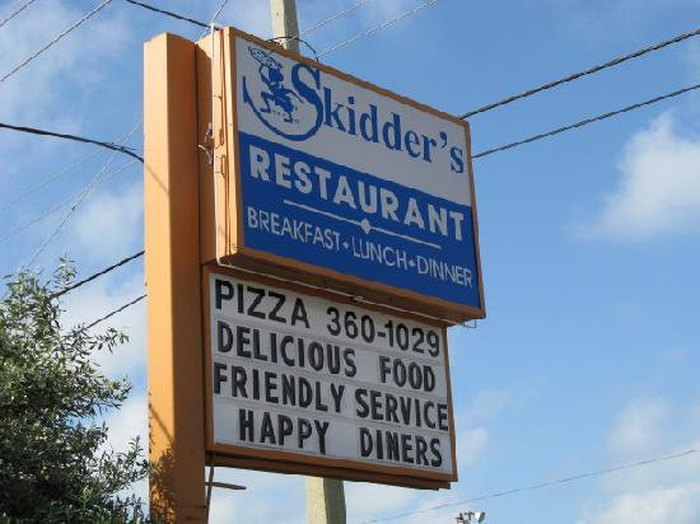 Skidder's
RESTAURANT
BREAKFAST • LUNCH • DINNER
PIZZA 360-1029
DELICIOUS FOOD
FRIENDLY SERVICE
HAPPY DINERS